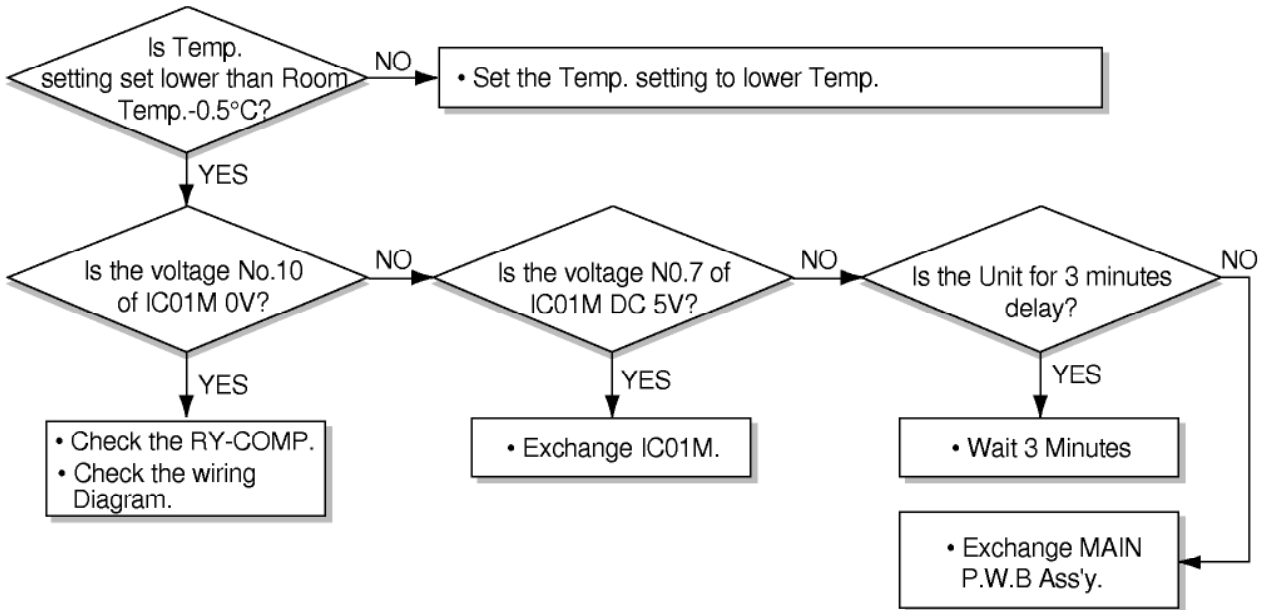 Is Temp.
setting set lower than Room
Temp.-0.5°C?
NO
• Set the Temp. setting to lower Temp.
YES
Is the voltage No.10
of IC01M 0V?
NO
Is the voltage N0.7 of
IC01M DC 5V?
NO
Is the Unit for 3 minutes
delay?
NO
YES
YES
YES
• Check the RY-COMP.
• Check the wiring
Diagram.
• Exchange IC01M.
• Wait 3 Minutes
• Exchange MAIN
P.W.B Ass'y.